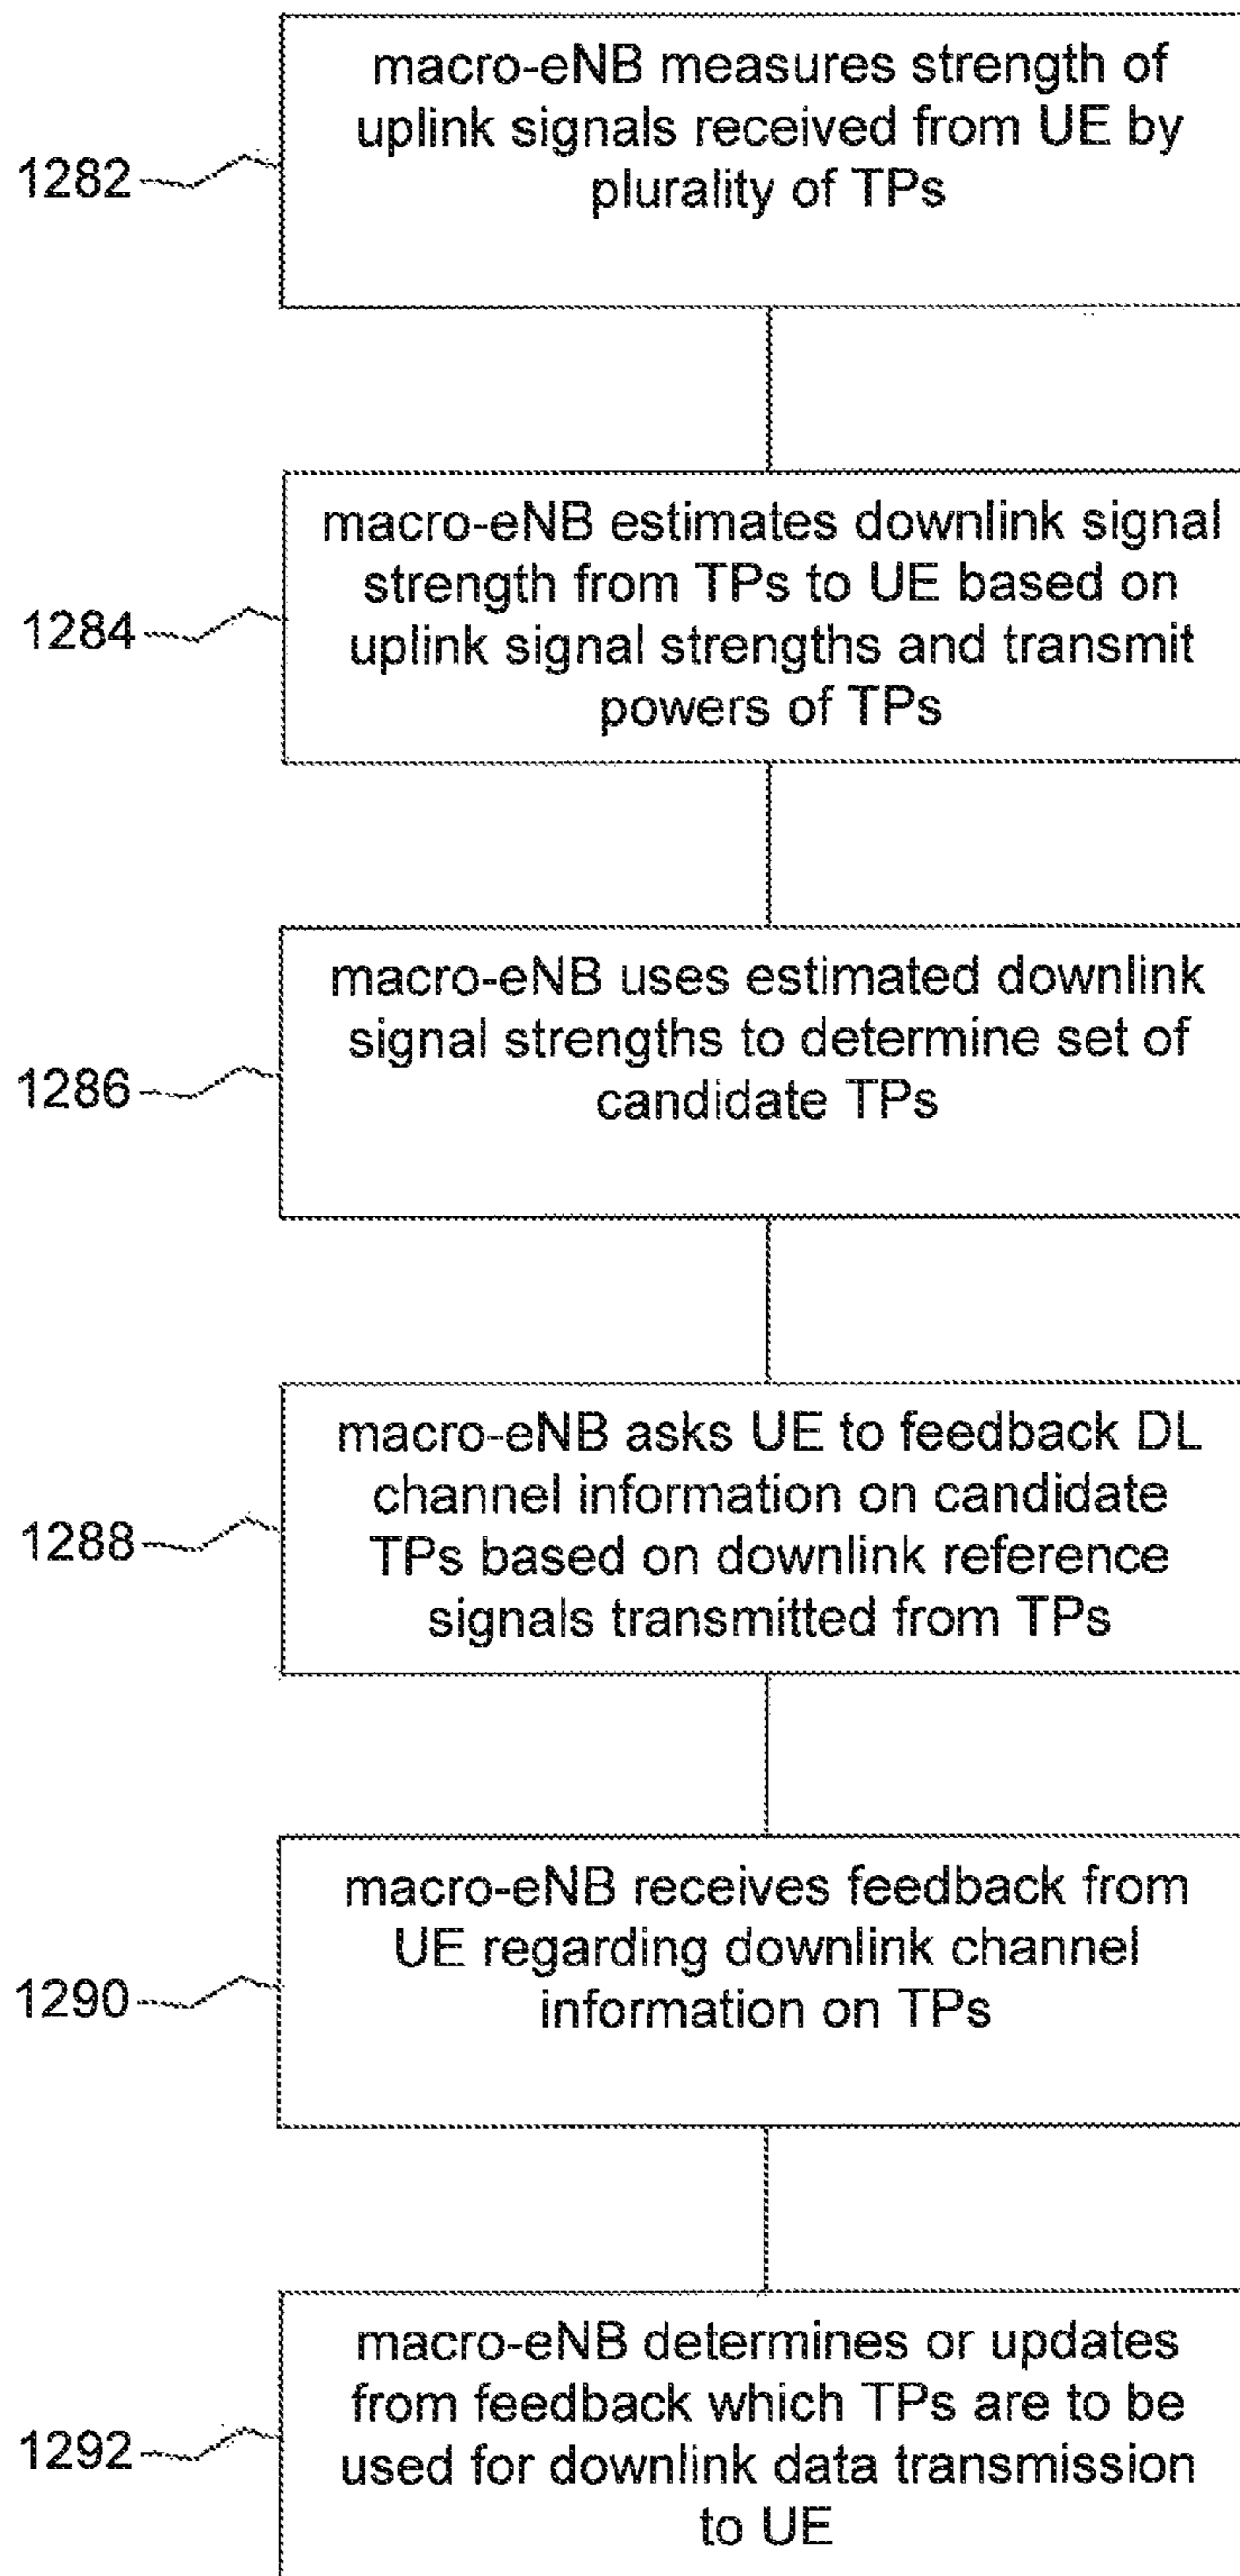 macro-eNB measures strength of
uplink signals received from UE by
plurality of TPs
1282
macro-eNB estimates downlink signal
strength from TPs to UE based on
uplink signal strengths and transmit
powers of TPs
1284
macro-eNB uses estimated downlink
signal strengths to determine set of
candidate TPs
1286
macro-eNB asks UE to feedback DL
channel information on candidate
TPs based on downlink reference
signals transmitted from TPs
1288
macro-eNB receives feedback from
UE regarding downlink channel
information on TPs
1290
macro-eNB determines or updates
from feedback which TPs are to be
used for downlink data transmission
to UE
1292